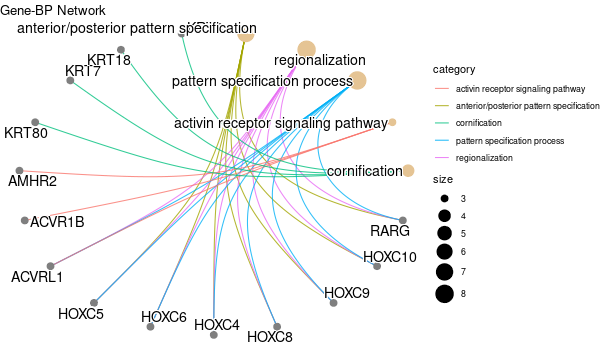 Gene-BP Network
anterior/posterior pattern specification
KRT18
regionalization
KRT7
pattern specification process
activin receptor signaling pathway
KRT80
cornification
AMHR2
ACVR1B
RARG
ACVRL1
HOXC10
HOXC5
HOXC9
HOXC6
HOXC4
HOXC8
category
activin receptor signaling pathway
anterior/posterior pattern specification
cornification
pattern specification process
regionalization
size
3
4
5
6
7
8